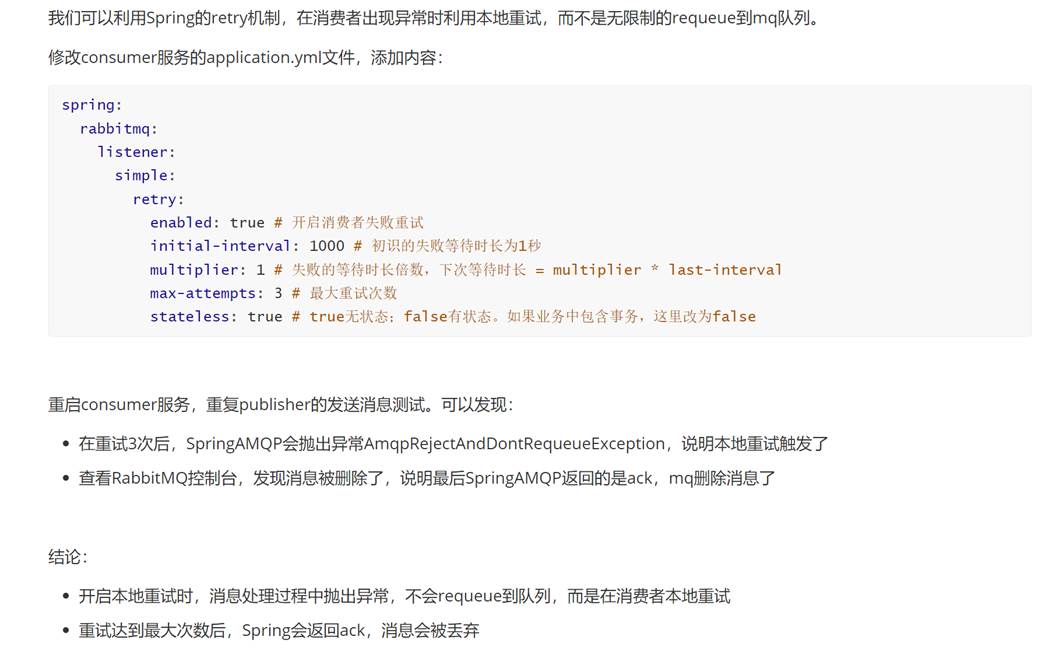 我们可以利用Spring的retry机制，在消费者出现异常时利用本地重试，而不是无限制的requeue到mq队列。
修改consumer服务的application.yml文件，添加内容：
spring:
  rabbitmq:
    listener:
      simple:
        retry:
          enabled: true # 开启消费者失败重试
          initial-interval: 1000 # 初识的失败等待时长为1秒
          multiplier: 1 # 失败的等待时长倍数，下次等待时长 = multiplier * last-interval
          max-attempts: 3 # 最大重试次数
          stateless: true # true无状态；false有状态。如果业务中包含事务，这里改为false
重启consumer服务，重复publisher的发送消息测试。可以发现：
• 在重试3次后，SpringAMQP会抛出异常AmqpRejectAndDontRequeueException，说明本地重试触发了
• 查看RabbitMQ控制台，发现消息被删除了，说明最后SpringAMQP返回的是ack，mq删除消息了
结论：
• 开启本地重试时，消息处理过程中抛出异常，不会requeue到队列，而是在消费者本地重试
• 重试达到最大次数后，Spring会返回ack，消息会被丢弃